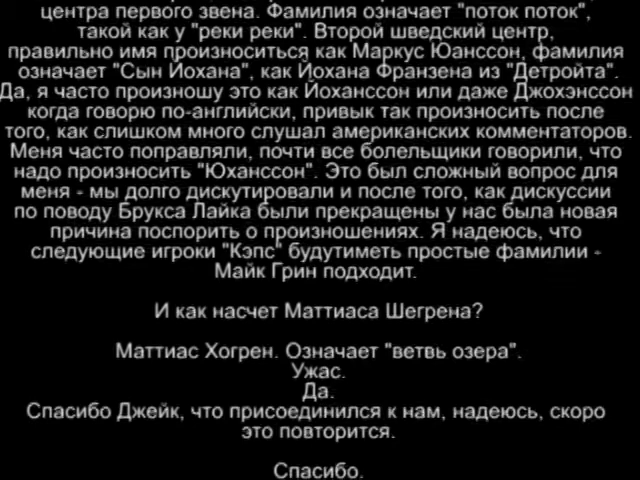 центра первого звена. Фамилия означает "поток поток",
такой как у "реки реки". Второй шведский центр,
правильно имя произноситься как Маркус Юанссон, фамилия
означает "Сын Йохана", как Йохана Франзена из "Детройта".
Да, я часто произношу это как Йоханссон или даже Джохэнссон
когда говорю по-английски, привык так произносить после
того, как слишком много слушал американских комментаторов.
Меня часто поправляли, почти все болельщики говорили, что
надо произносить "Юханссон". Это был сложный вопрос для
меня - мы долго дискутировали и после того, как дискуссии
по поводу Брукса Лайка были прекращены у нас была новая
причина поспорить о произношениях. Я надеюсь, что
следующие игроки "Кэпс" будутиметь простые фамилии -
Майк Грин подходит.
И как насчет Маттиаса Шегрена?
Маттиас Хогрен. Означает "ветвь озера".
Ужас.
Да.
Спасибо Джейк, что присоединился к нам, надеюсь, скоро
это повторится.
Спасибо.